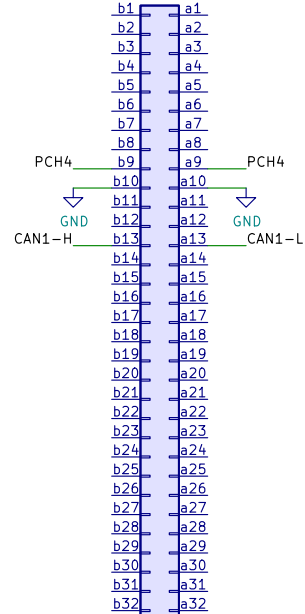 b1 a1
b2 a2
b3 a3
b4 a4
b5 a5
b6 a6
b7 a7
b8 a8
PCH4 b9 a9 PCH4
b10 a10
b11 a11
GND b12 a12 GND
CAN1-H b13 a13 CAN1-L
b14 a14
b15 a15
b16 a16
b17 a17
b18 a18
b19 a19
b20 a20
b21 a21
b22 a22
b23 a23
b24 a24
b25 a25
b26 a26
b27 a27
b28 a28
b29 a29
b30 a30
b31 a31
b32 a32